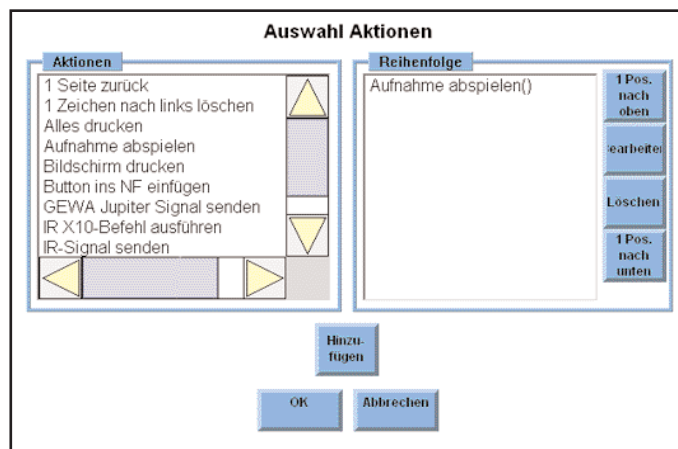 Auswahl Aktionen
Aktionen
1 Seite zurück
1 Zeichen nach links löschen
Alles drucken
Aufnahme abspielen
Bildschirm drucken
Button ins NF einfügen
GEWA Jupiter Signal senden
IR X10-Befehl ausführen
IR-Signal senden
Reihenfolge
Aufnahme abspielen()
1 Pos.
nach
oben
earbeiten
Löschen
1 Pos.
nach
unten
Hinzu-
fügen
OK
Abbrechen